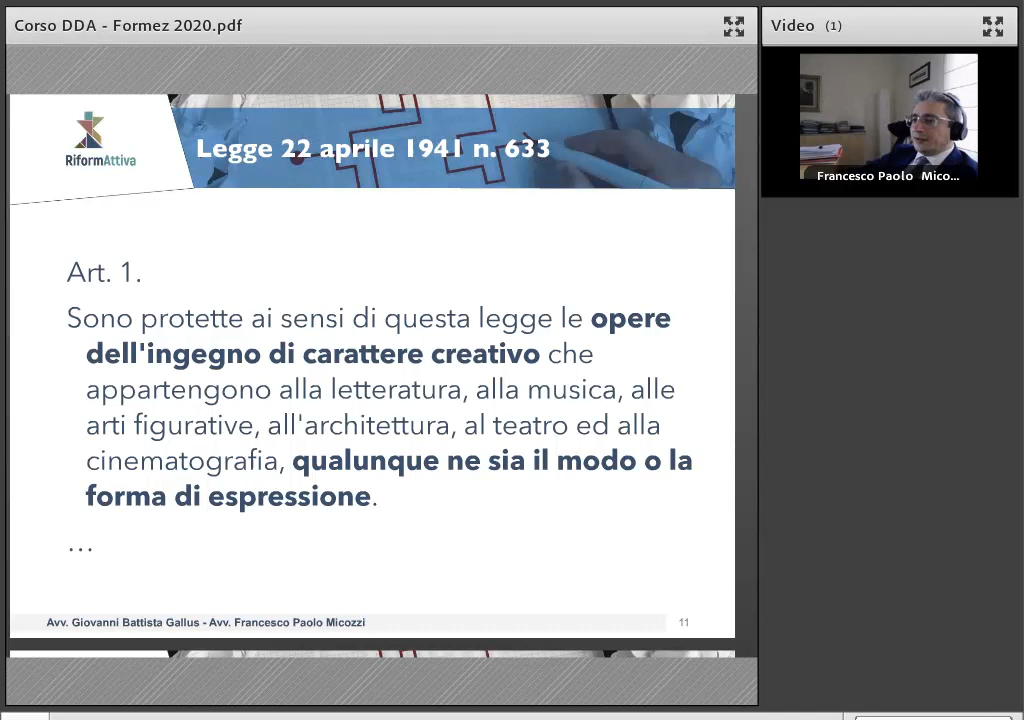 Corso DDA - Formez 2020.pdf
Video (1)
RiformAttiva
Legge 22 aprile 1941 n. 633
Francesco Paolo Mico...
Art. 1.
Sono protette ai sensi di questa legge le opere
dell'ingegno di carattere creativo che
appartengono alla letteratura, alla musica, alle
arti figurative, all'architettura, al teatro ed alla
cinematografia, qualunque ne sia il modo o la
forma di espressione.
…
Avv. Giovanni Battista Gallus - Avv. Francesco Paolo Micozzi
11